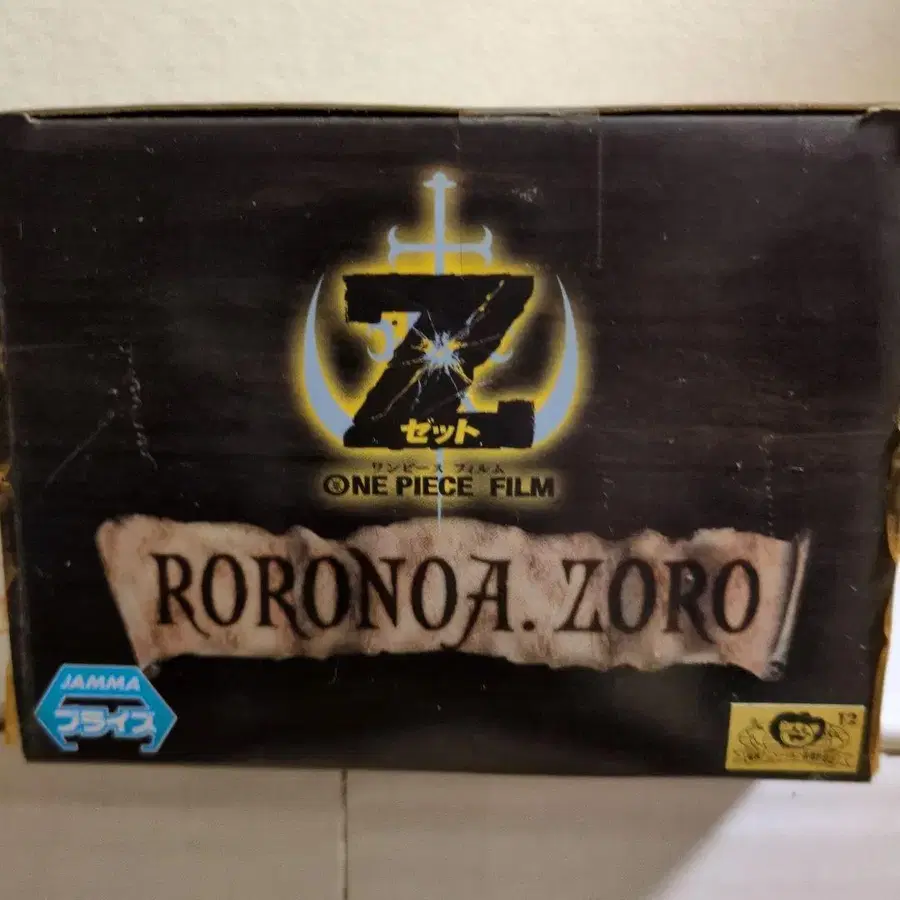 Z
ゼット
ワンピース フィルム
ONE PIECE FILM
RORONOA. ZORO
JAMMA
プライズ
12